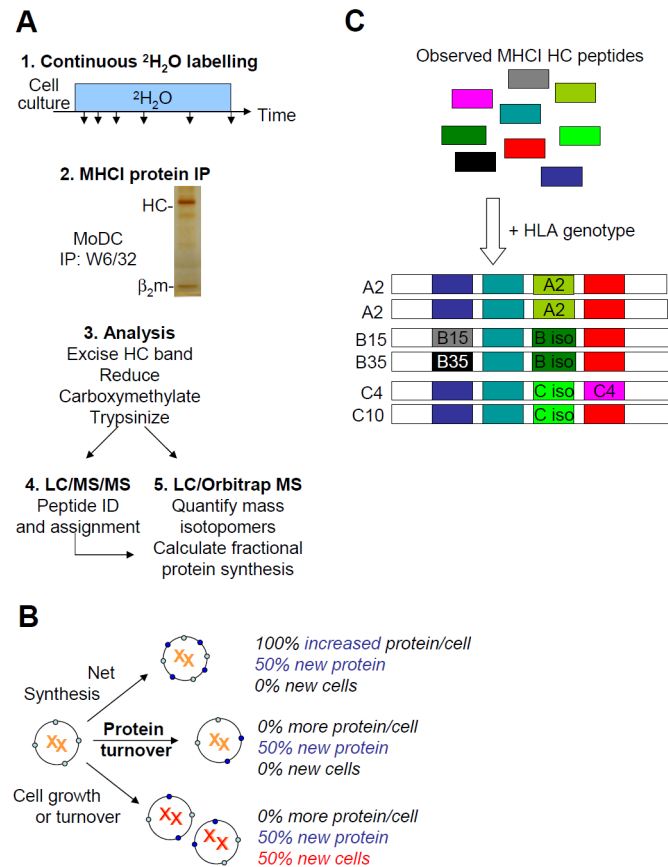 A
1. Continuous ²H₂O labelling
Cell
culture
²H₂O
Time
2. MHCI protein IP
HC-
MoDC
IP: W6/32
β₂m-
3. Analysis
Excise HC band
Reduce
Carboxymethylate
Trypsinize
4. LC/MS/MS
Peptide ID
and assignment
5. LC/Orbitrap MS
Quantify mass
isotopomers
Calculate fractional
protein synthesis
B
Net
Synthesis
Protein
turnover
Cell growth
or turnover
XX
XX
XX
XX
XX
100% increased protein/cell
50% new protein
0% new cells
0% more protein/cell
50% new protein
0% new cells
0% more protein/cell
50% new protein
50% new cells
C
Observed MHCI HC peptides
+ HLA genotype
A2 A2
A2 A2
B15 B15 B iso
B35 B35 B iso
C4 C iso C4
C10 C iso